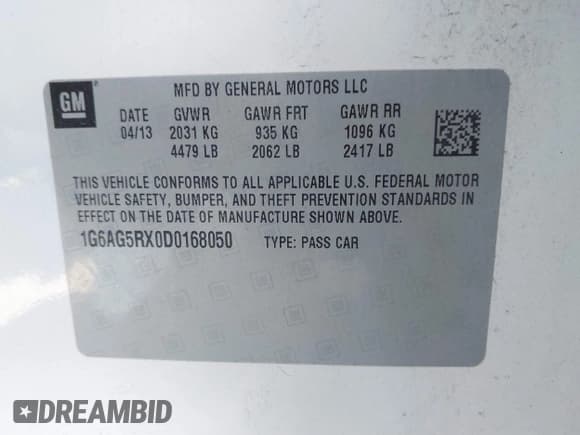 GM
MFD BY GENERAL MOTORS LLC
DATE GVWR GAWR FRT GAWR RR
04/13 2031 KG 935 KG 1096 KG
4479 LB 2062 LB 2417 LB
THIS VEHICLE CONFORMS TO ALL APPLICABLE U.S. FEDERAL MOTOR
VEHICLE SAFETY, BUMPER, AND THEFT PREVENTION STANDARDS IN
EFFECT ON THE DATE OF MANUFACTURE SHOWN ABOVE.
1G6AG5RX0D0168050 TYPE: PASS CAR
DREAMBID